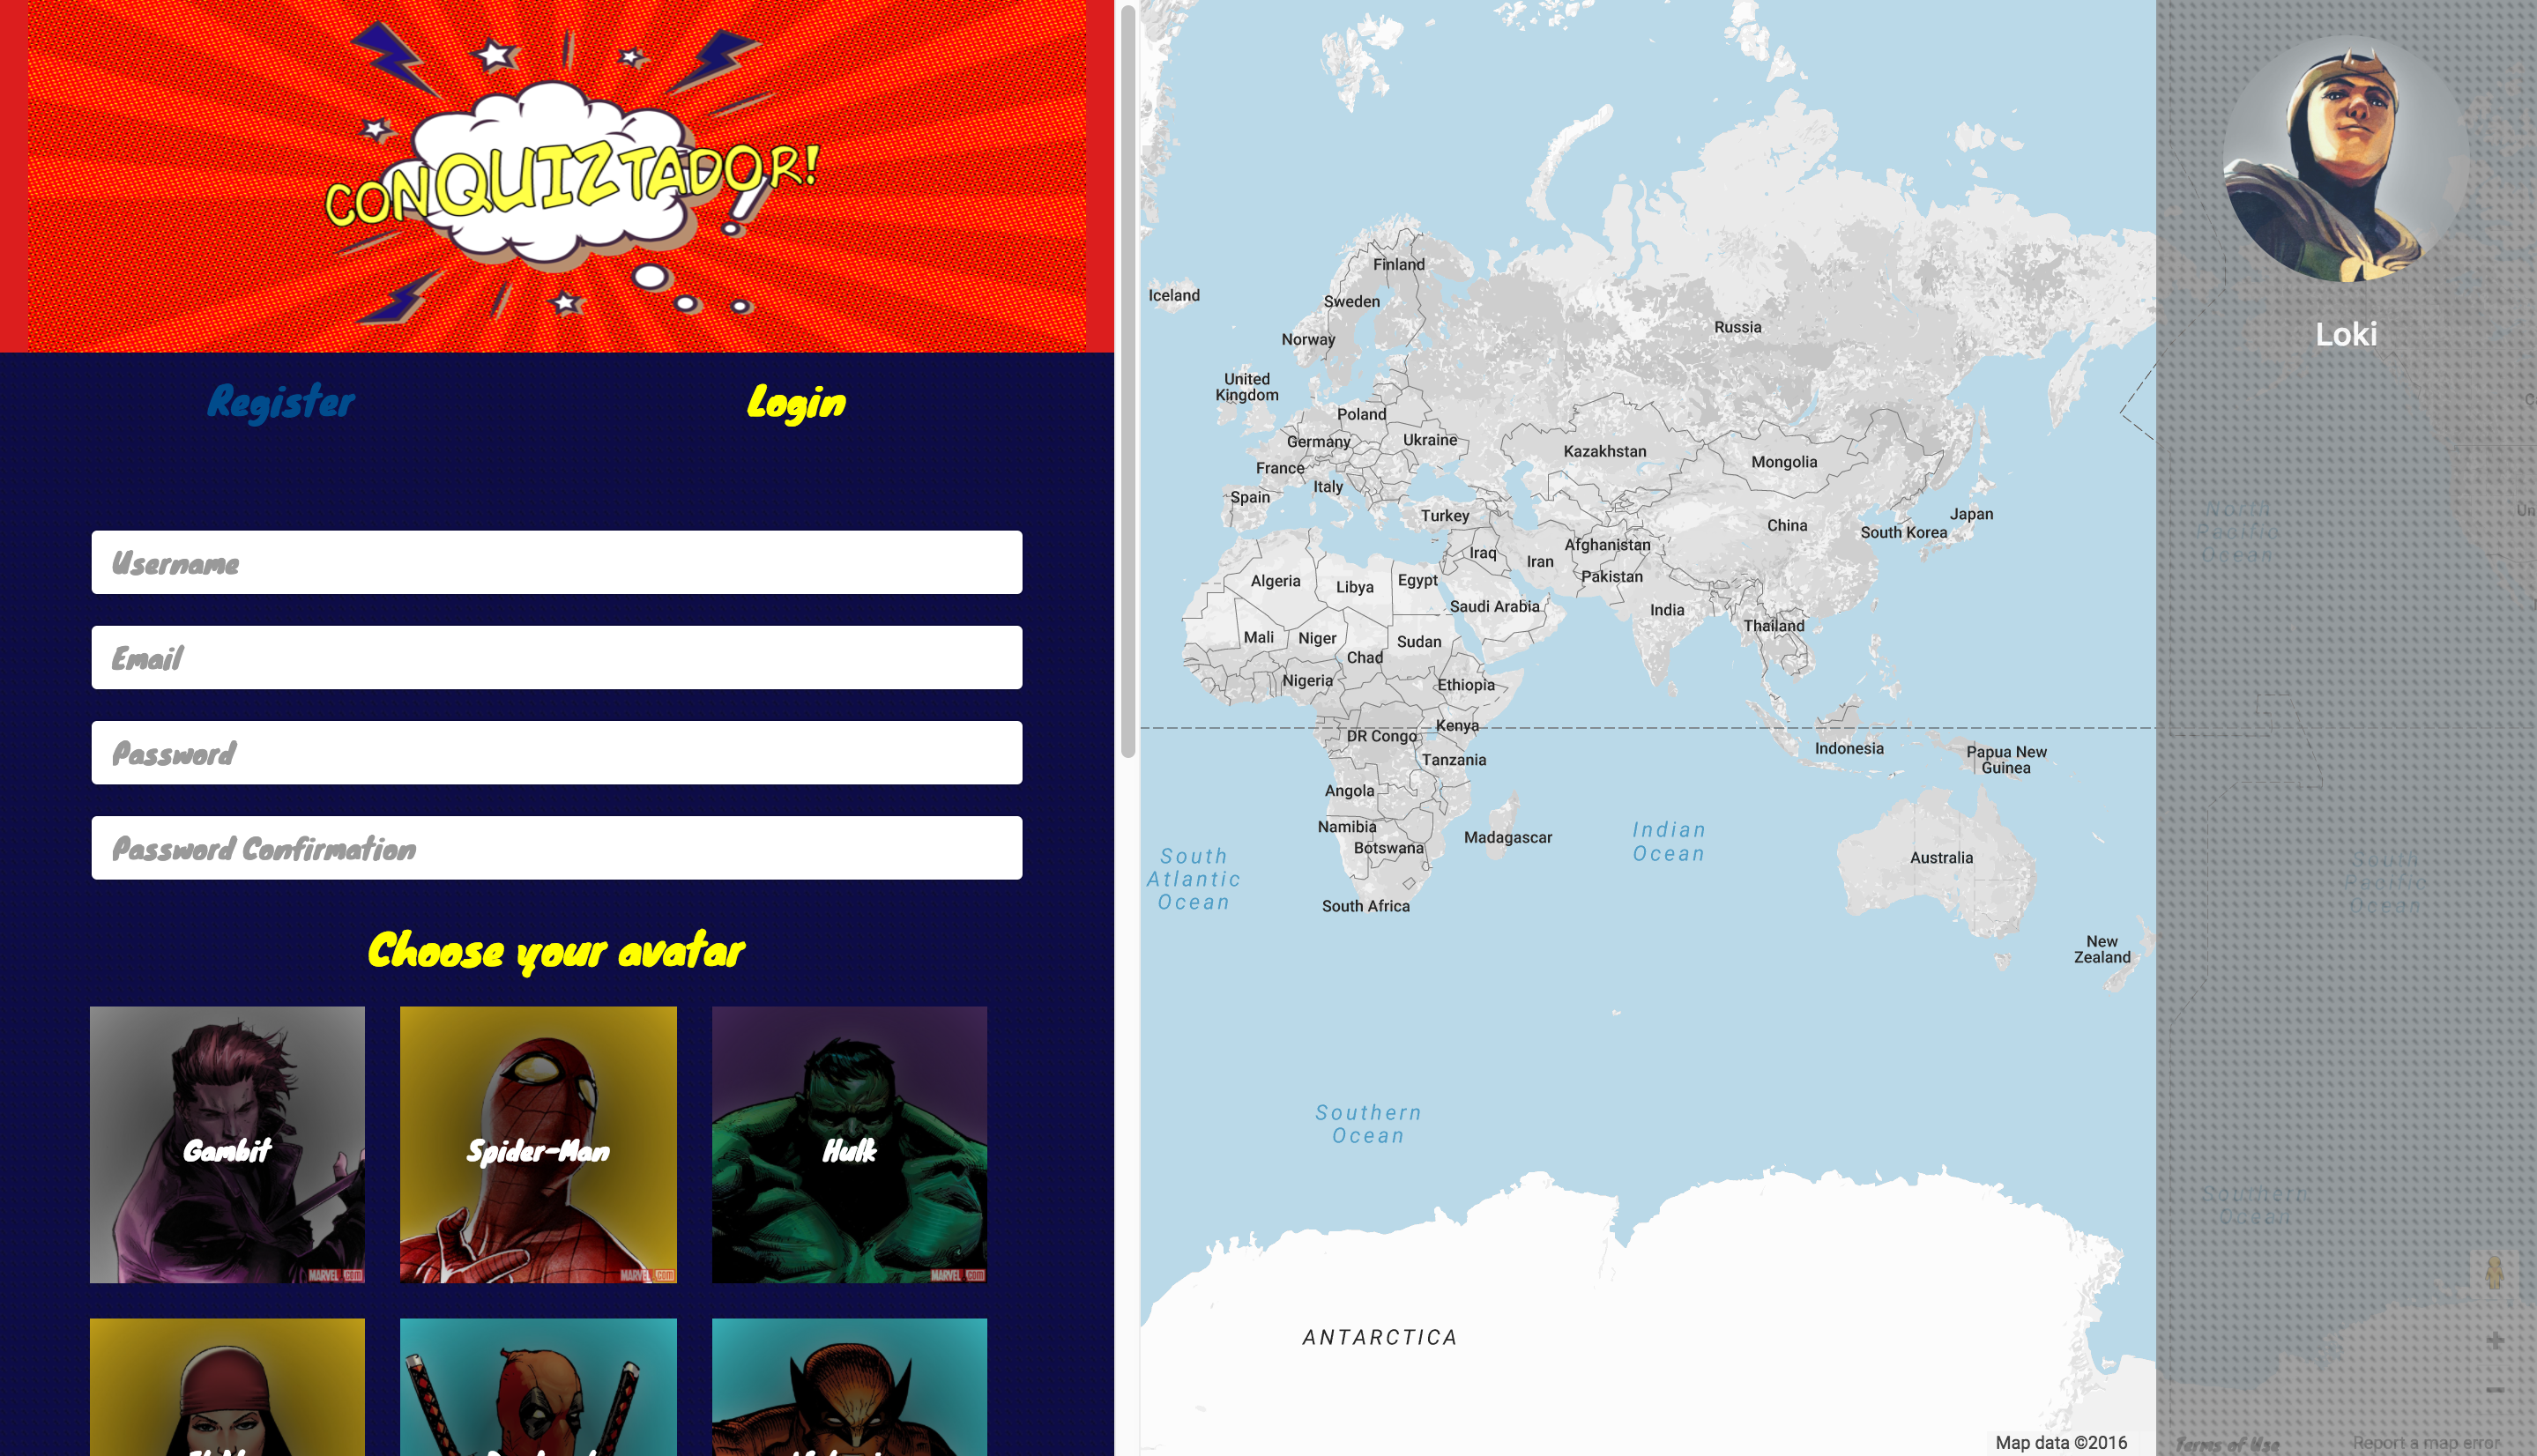 CONQUIZTADOR!
Register
Login
Username
Email
Password
Password Confirmation
Choose your avatar
Gambit
Spider-Man
Hulk
MARVEL.com
MARVEL.com
MARVEL.com
Finland
Iceland
Sweden
Russia
Norway
United
Kingdom
Poland
Germany
Ukraine
Kazakhstan
France
Mongolia
Italy
Spain
Turkey
Japan
China
South Korea
Afghanistan
Iraq
Iran
Pakistan
Algeria
Libya
Egypt
Saudi Arabia
India
Thailand
Mali
Niger
Sudan
Chad
Nigeria
Ethiopia
Kenya
DR Congo
Indonesia
Papua New
Guinea
Tanzania
Angola
Namibia
Madagascar
Botswana
Indian
Ocean
South
Atlantic
Ocean
Australia
South Africa
New
Zealand
Southern
Ocean
ANTARCTICA
Map data ©2016
Loki
Southern
Ocean
Terms of Use
Report a map error